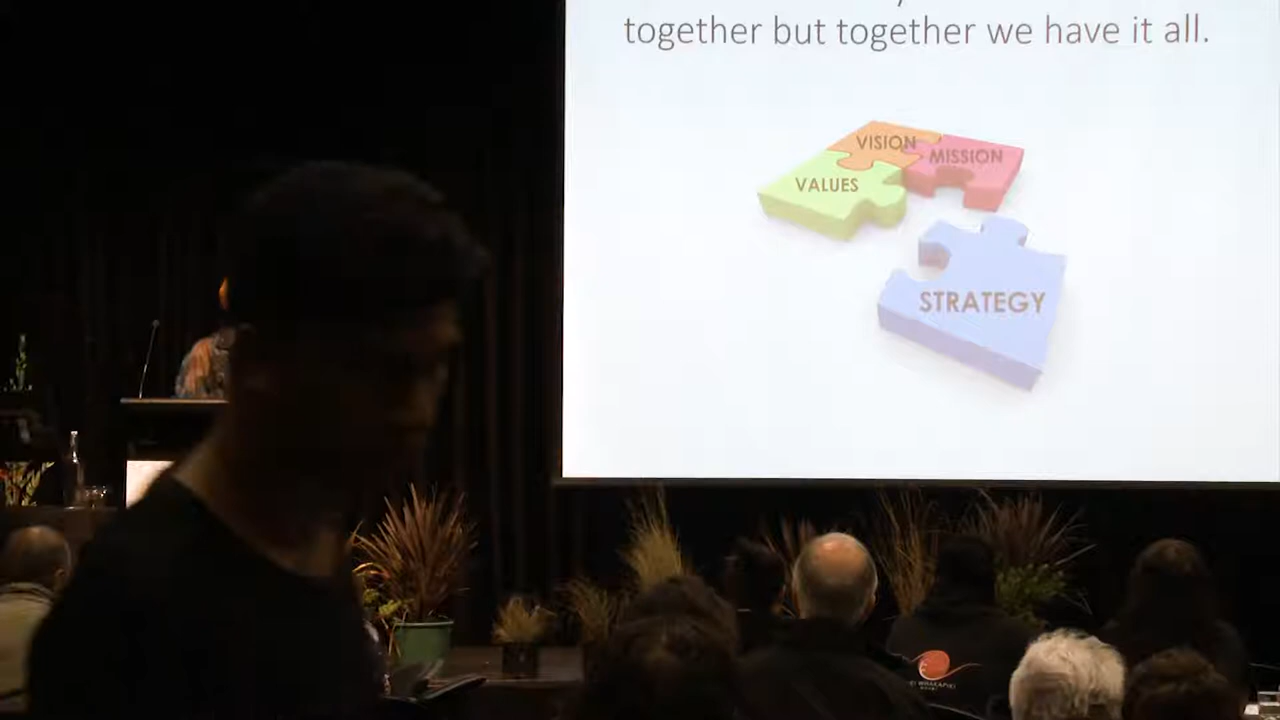 together but together we have it all.
VISION
MISSION
VALUES
STRATEGY